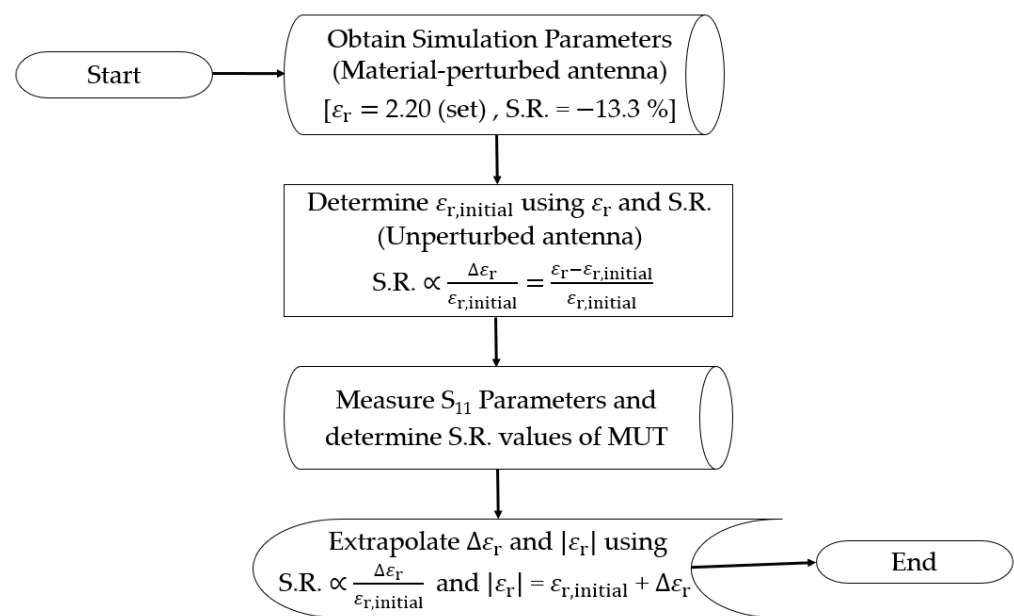 Start
Obtain Simulation Parameters
(Material-perturbed antenna)
[εr = 2.20 (set) , S.R. = −13.3 %]
Determine εr,initial using εr and S.R.
(Unperturbed antenna)
S.R. ∝ Δεr/εr,initial = εr−εr,initial/εr,initial
Measure S11 Parameters and
determine S.R. values of MUT
Extrapolate Δεr and |εr| using
S.R. ∝ Δεr/εr,initial and |εr| = εr,initial + Δεr
End